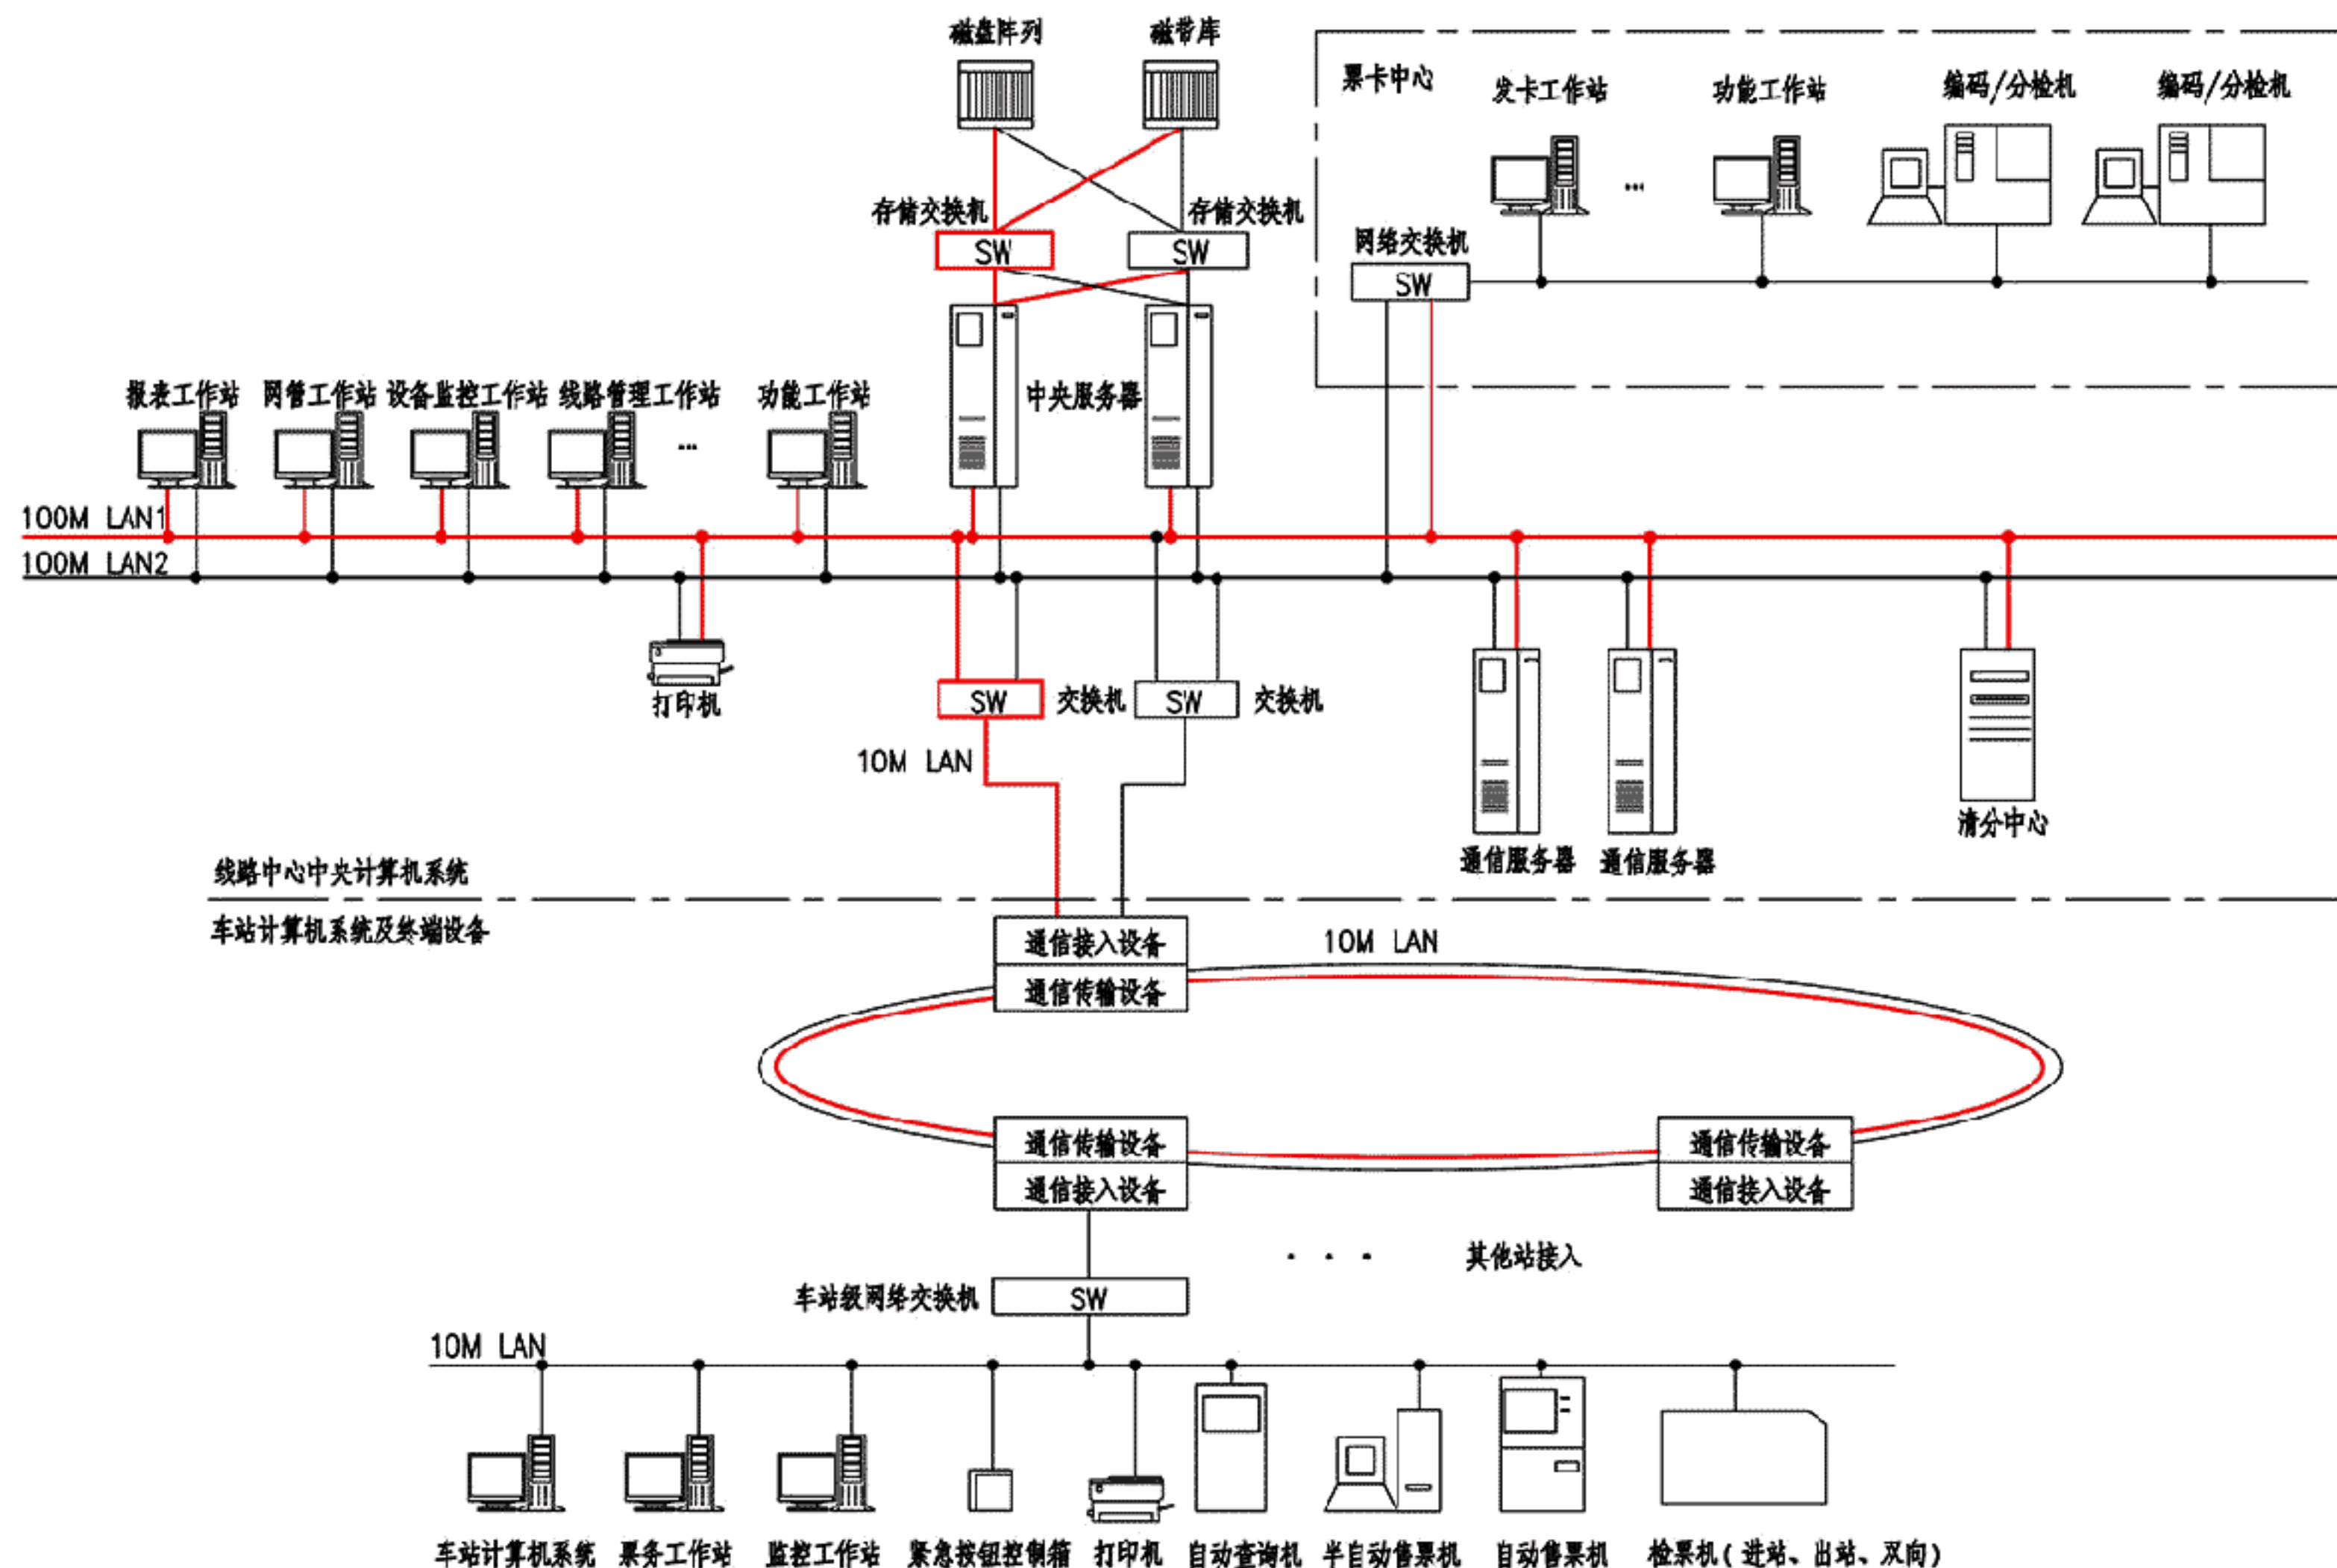 磁盘阵列
磁带库
票卡中心
发卡工作站
功能工作站
编码/分检机
编码/分检机
...
存储交换机
存储交换机
SW
SW
网络交换机
SW
报表工作站
网管工作站
设备监控工作站
线路管理工作站
...
功能工作站
中央服务器
100M LAN1
100M LAN2
打印机
SW
交换机
SW
交换机
10M LAN
通信服务器
通信服务器
清分中心
线路中心中央计算机系统
车站计算机系统及终端设备
通信接入设备
通信传输设备
10M LAN
通信传输设备
通信接入设备
通信传输设备
通信接入设备
· · ·
其他站接入
车站级网络交换机
SW
10M LAN
车站计算机系统
票务工作站
监控工作站
紧急按钮控制箱
打印机
自动查询机
半自动售票机
自动售票机
检票机(进站、出站、双向)